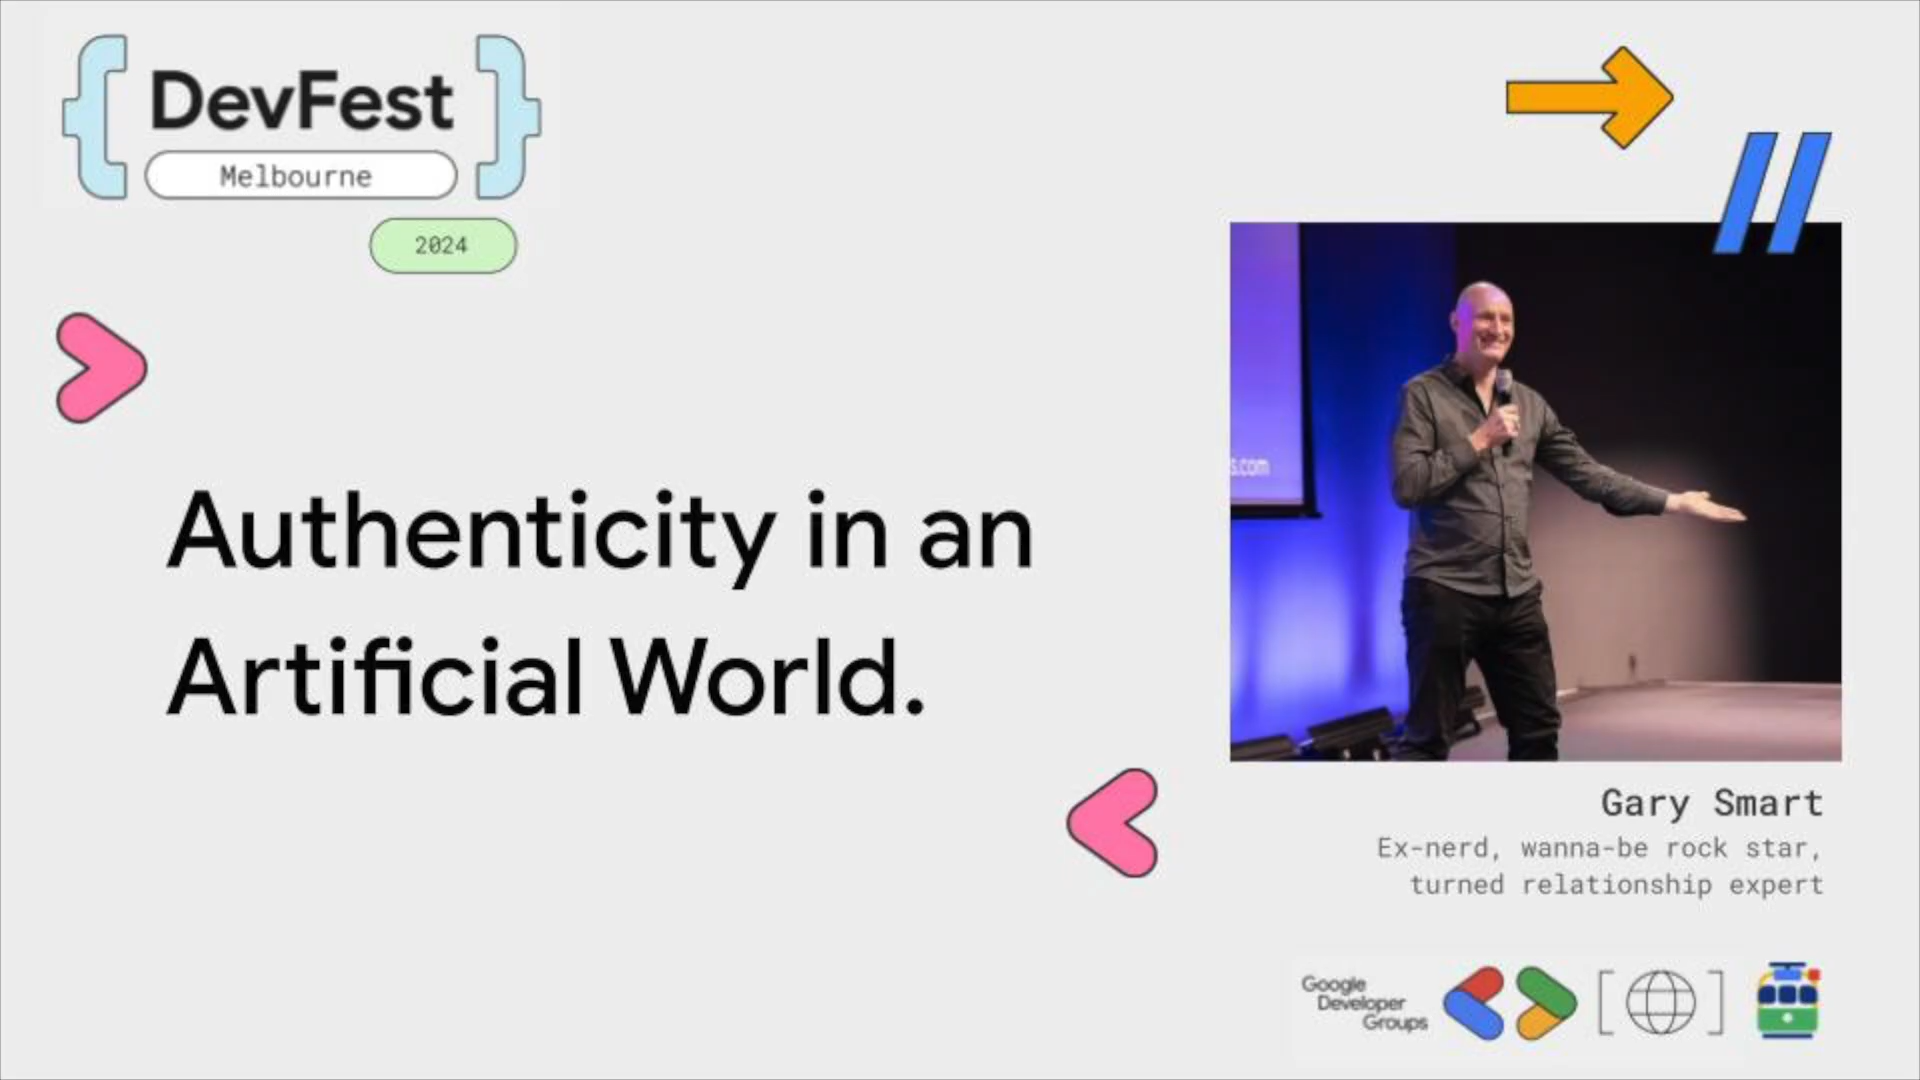 DevFest
Melbourne
2024
Authenticity in an
Artificial World.
s.com
Gary Smart
Ex-nerd, wanna-be rock star,
turned relationship expert
Google
Developer
Groups